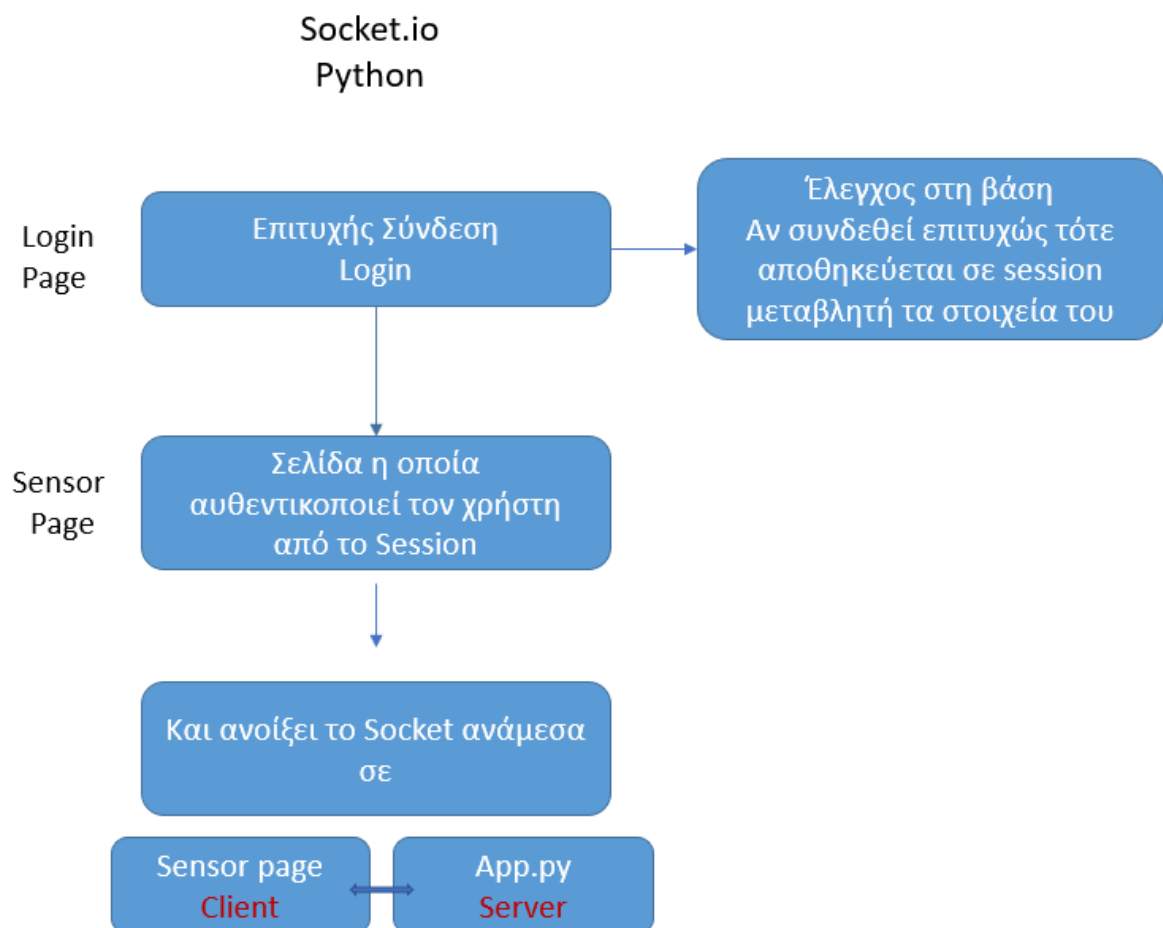 Socket.io
Python
Login
Page
Επιτυχής Σύνδεση
Login
Έλεγχος στη βάση
Αν συνδεθεί επιτυχώς τότε
αποθηκεύεται σε session
μεταβλητή τα στοιχεία του
Sensor
Page
Σελίδα η οποία
αυθεντικοποιεί τον χρήστη
από το Session
Και ανοίξει το Socket ανάμεσα
σε
Sensor page
Client
App.py
Server